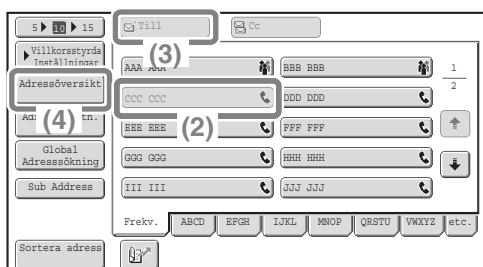 5 10 15
Till
Cc
Villkorsstyrda
Inställningar
(3)
AAA AAA
BBB BBB
1
2
Adressöversikt
CCC CCC
DDD DDD
(4)
(2)
EEE EEE
FFF FFF
Global
Adresssökning
GGG GGG
HHH HHH
Sub Address
III III
JJJ JJJ
Frekv.
ABCD
EFGH
IJKL
MNOP
QRSTU
VWXYZ
etc.
Sortera adress